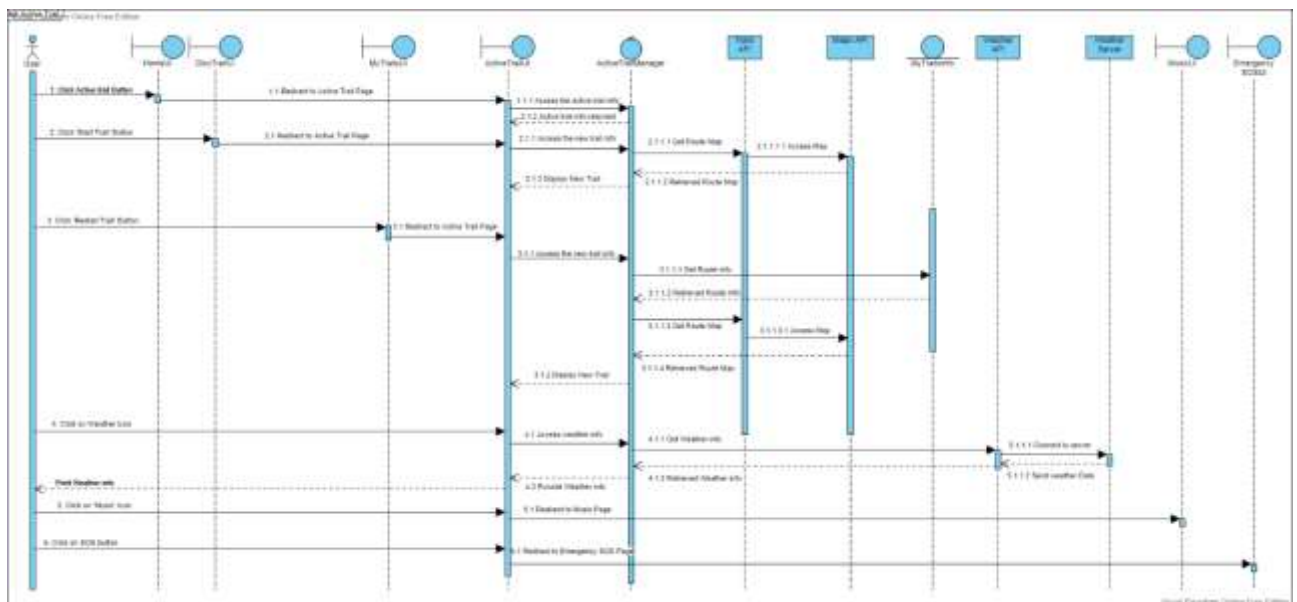 User
HomeUI
MyTrailsUI
ActiveTrailUI
ActiveTrailManager
API
Maps API
Weather
API
Weather
Server
MusicUI
Emergency
1. Click Active trail button
1.1 Redirect to Active Trail Page
1.1.1 Access the Active trail info
2.1.2 Active trail info returned
2. Click 'Start Trail' Button
2.1 Redirect to Active Trail Page
2.1.1 Access the new trail info
2.1.1.1 Get Route Map
2.1.1.1.1 Access Map
2.1.1.2 Retrieved Route Map
2.1.2 Display New Trail
3. Click 'Restart Trail' Button
3.1 Redirect to Active Trail Page
3.1.1 Access the new trail info
3.1.1.1 Get Route info
3.1.1.2 Retrieved Route info
3.1.1.3 Get Route Map
3.1.1.3.1 Access Map
3.1.1.4 Retrieved Route Map
3.1.2 Display New Trail
4. Click on 'Weather' Icon
4.1 Access weather info
4.1.1 Get Weather info
5.1.1.1 Connect to server
5.1.1.2 Send weather Data
4.1.2 Retrieved Weather info
4.2 Provide Weather info
Print Weather info
5. Click on 'Music' Icon
5.1 Redirect to Music Page
6. Click on SOS button
6.1 Redirect to Emergency SOS Page